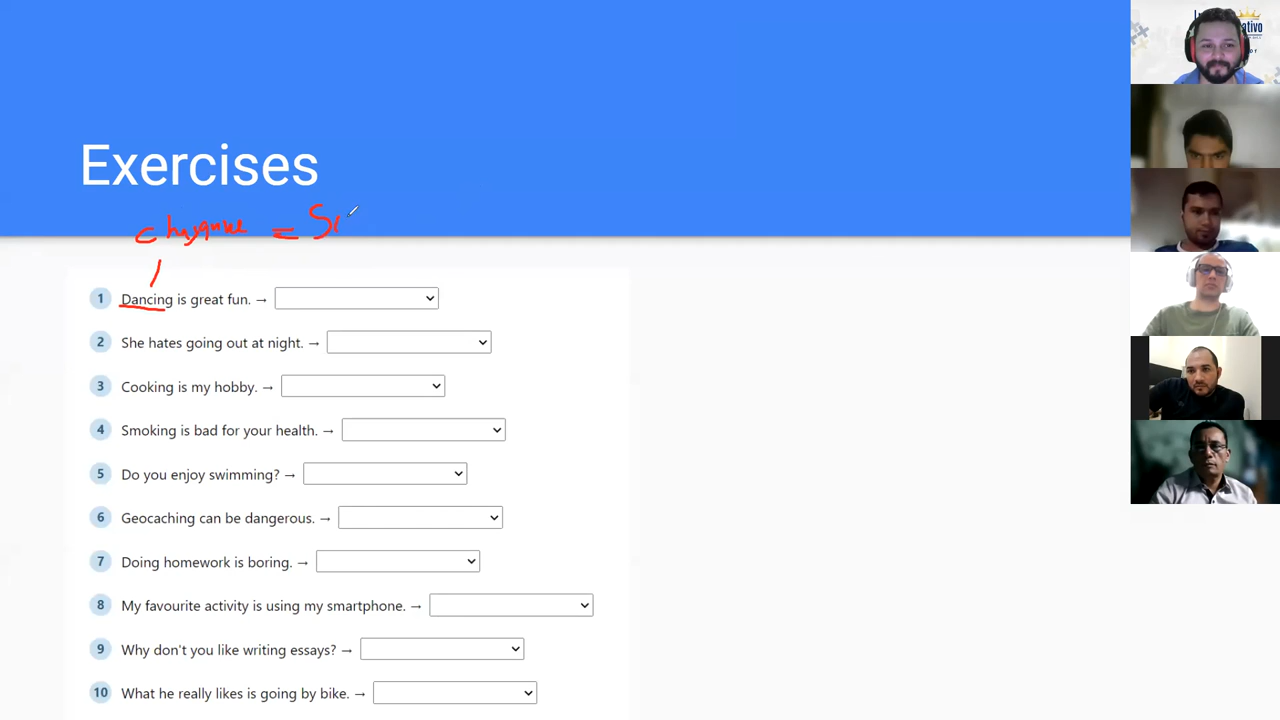 Exercises
1 Dancing is great fun. →
2 She hates going out at night. →
3 Cooking is my hobby. →
4 Smoking is bad for your health. →
5 Do you enjoy swimming? →
6 Geocaching can be dangerous. →
7 Doing homework is boring. →
8 My favourite activity is using my smartphone. →
9 Why don't you like writing essays? →
10 What he really likes is going by bike. →